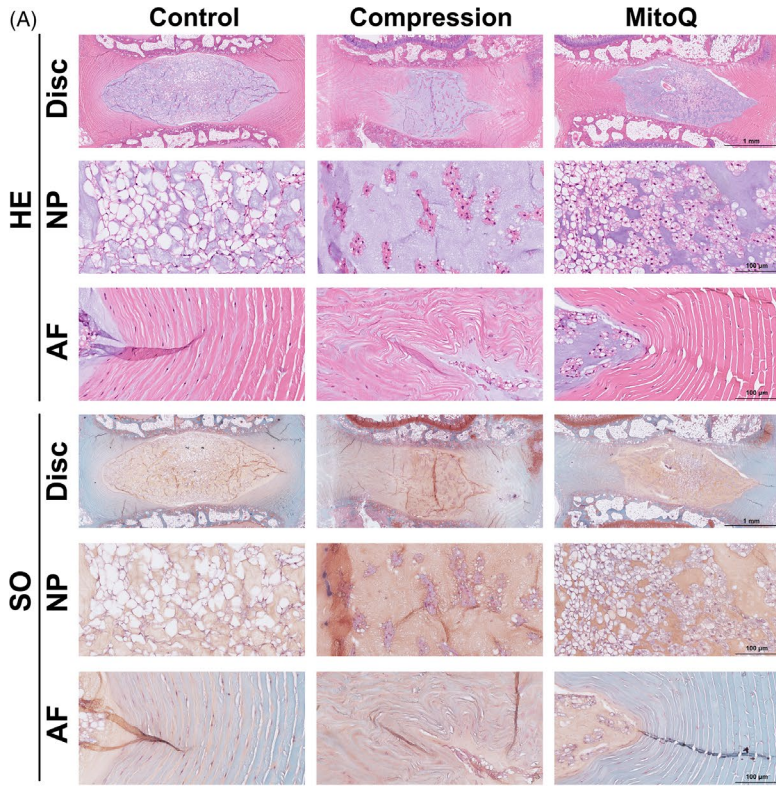 (A)
Control Compression MitoQ
HE
Disc
1 mm
NP
100 µm
AF
100 µm
SO
Disc
1 mm
NP
100 µm
AF
100 µm